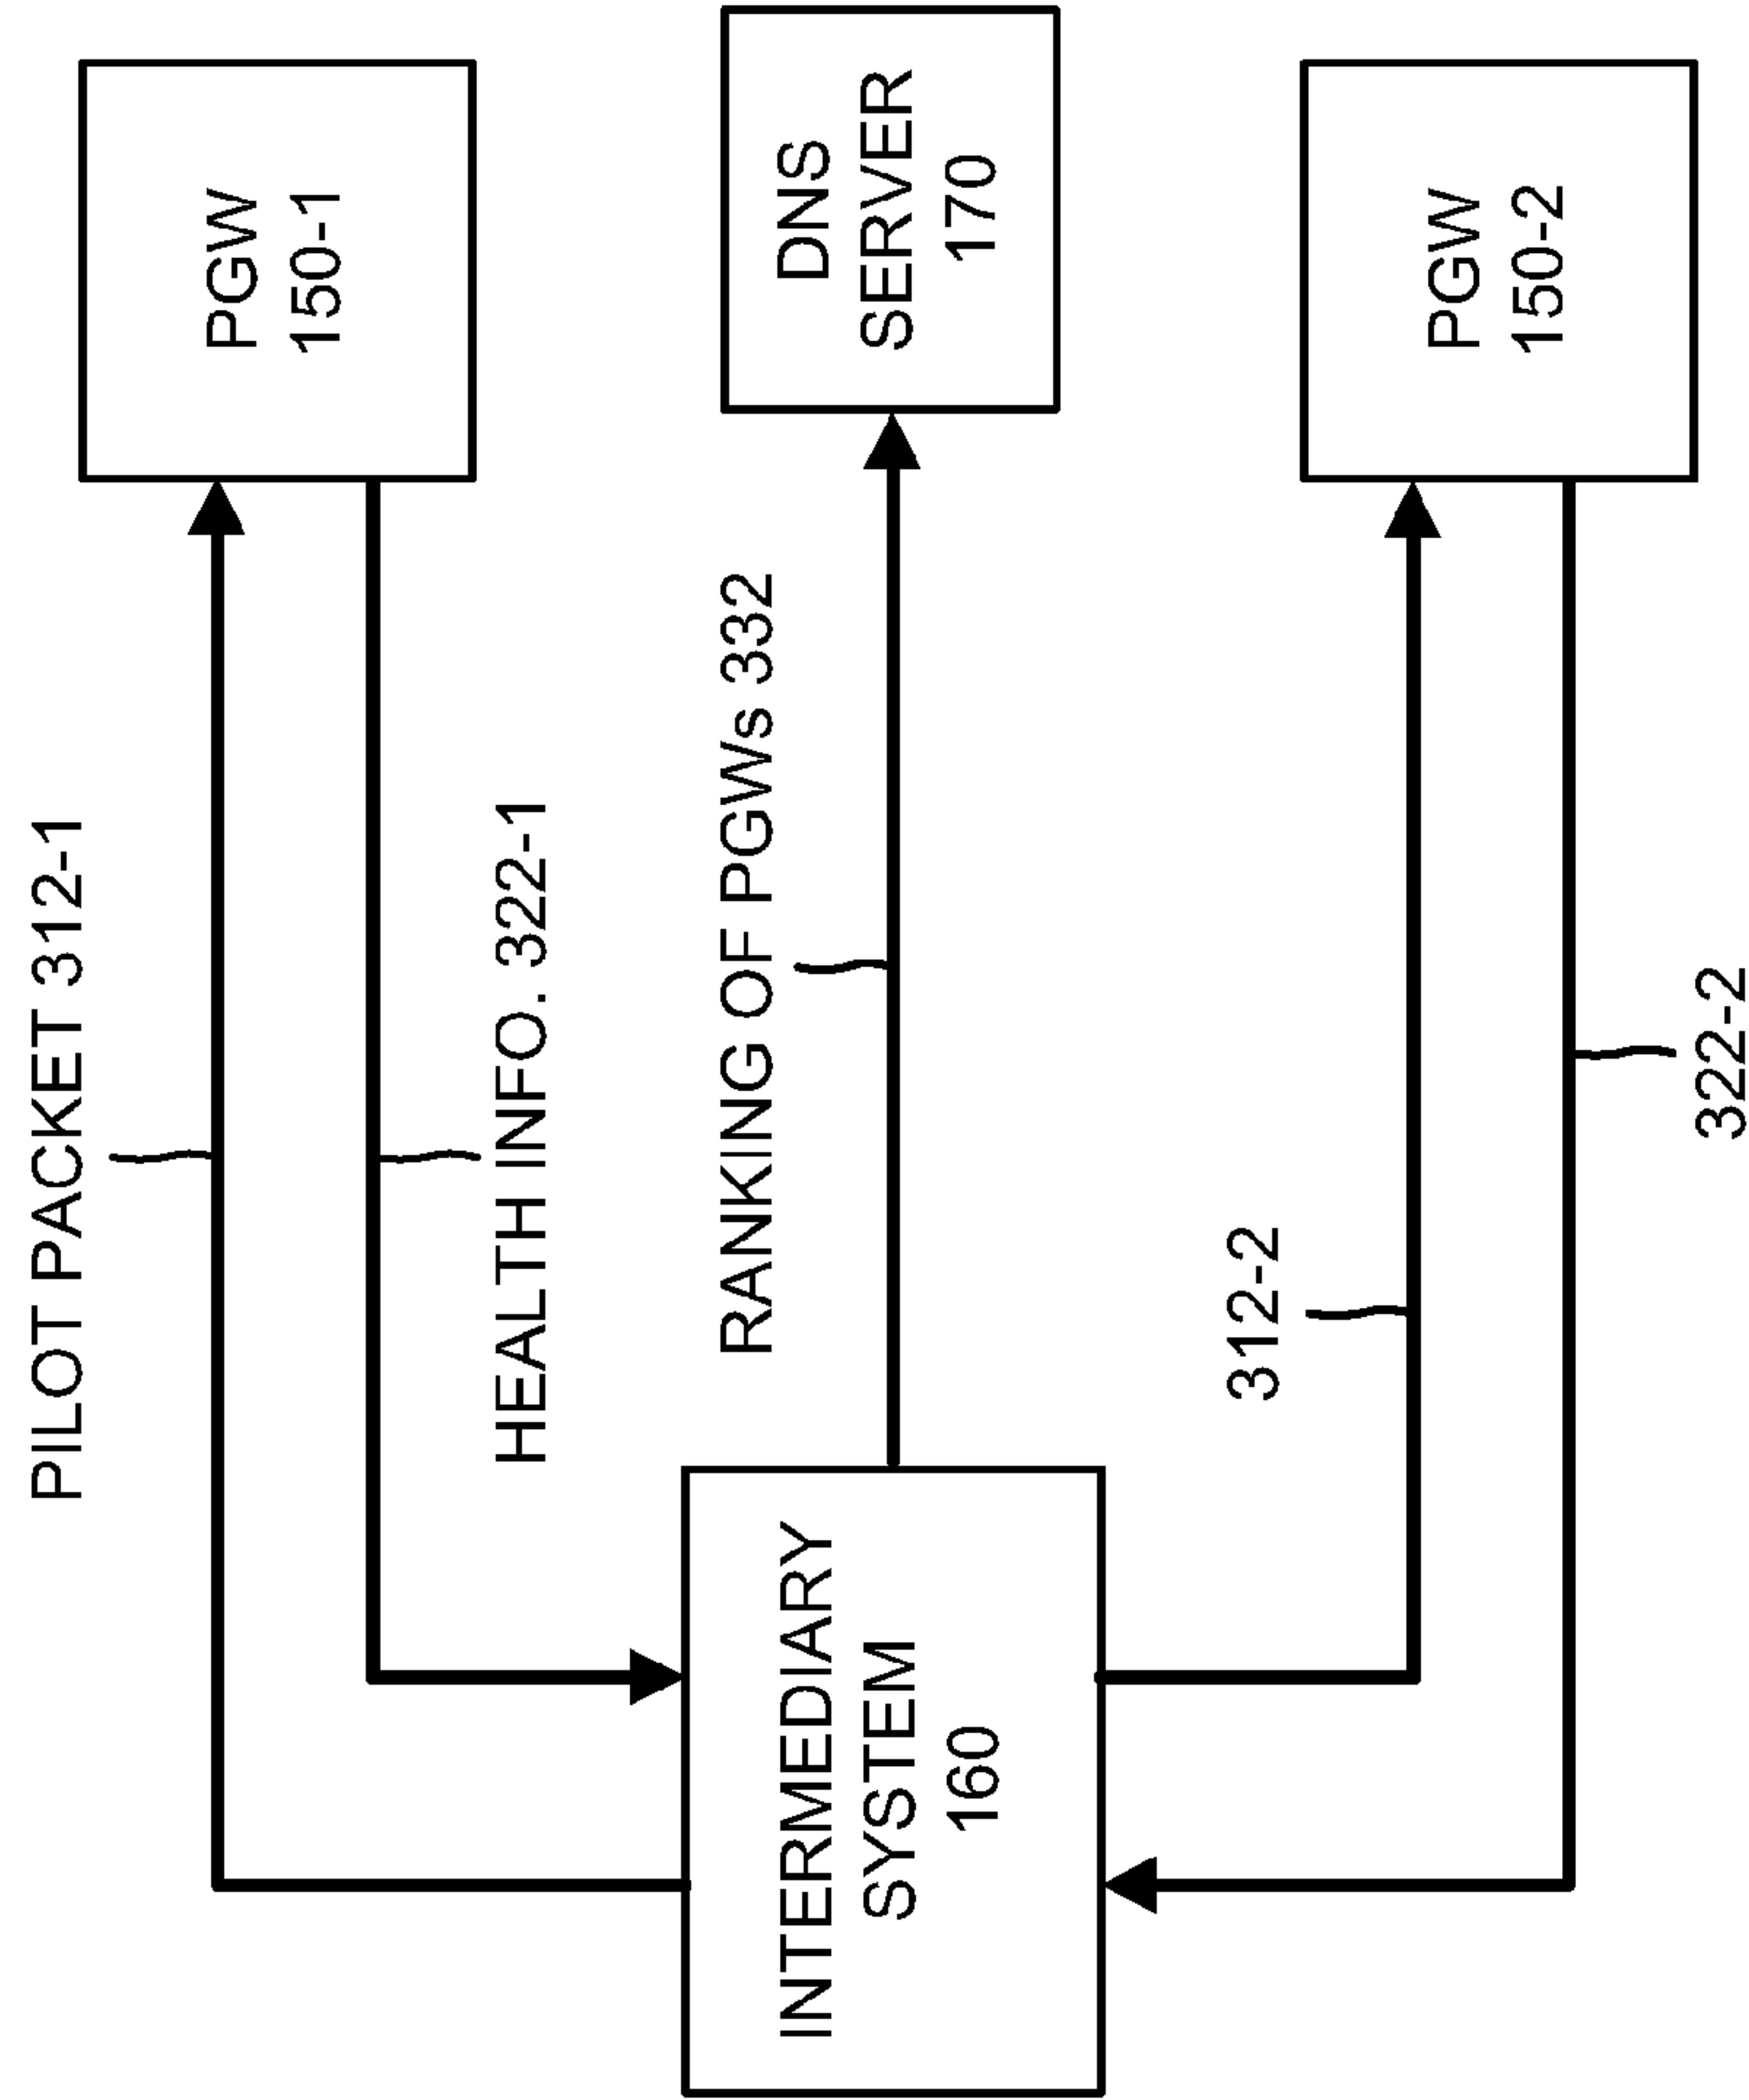 PILOT PACKET 312-1
PGW
150-1
HEALTH INFO. 322-1
RANKING OF PGWs 332
INTERMEDIARY
SYSTEM
160
DNS
SERVER
170
312-2
PGW
150-2
322-2